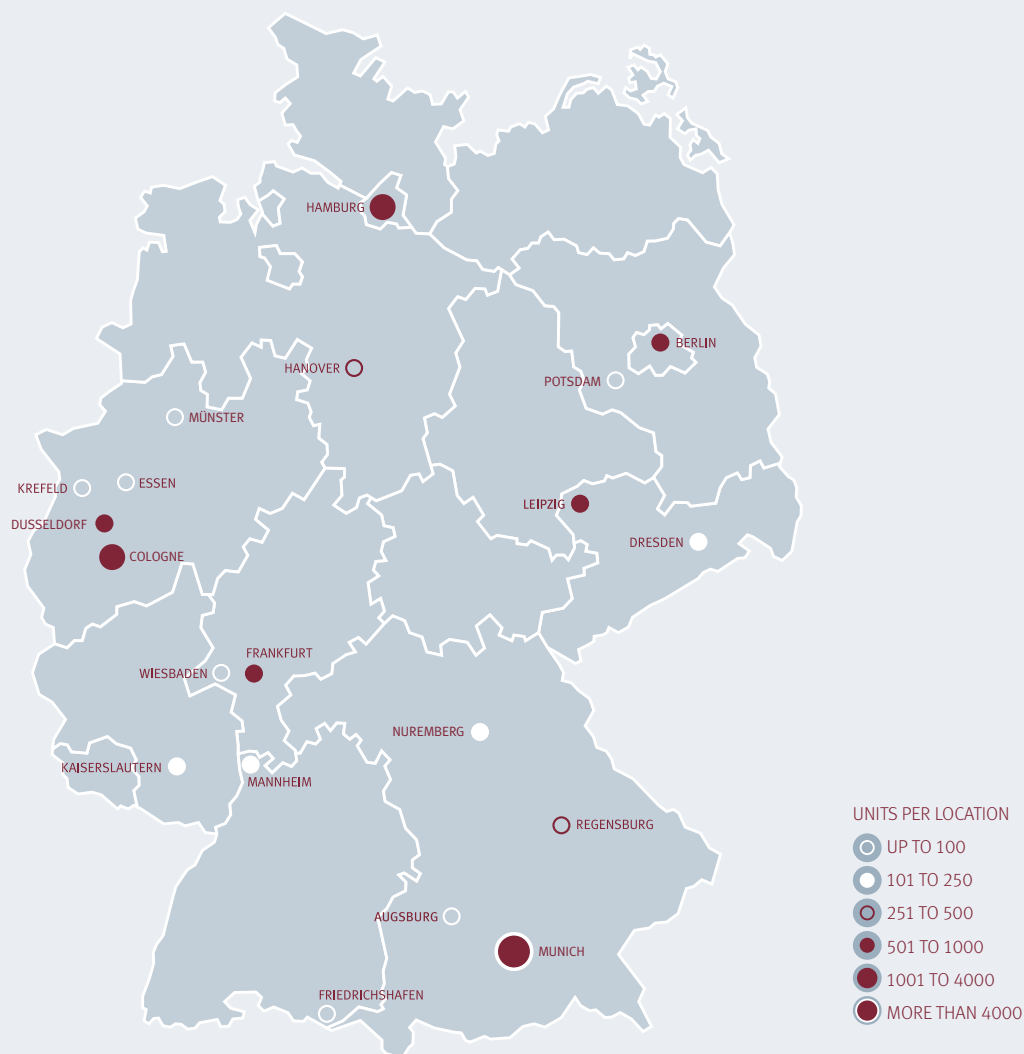 HAMBURG
BERLIN
HANOVER
POTSDAM
MÜNSTER
ESSEN
KREFELD
LEIPZIG
DUSSELDORF
DRESDEN
COLOGNE
FRANKFURT
WIESBADEN
NUREMBERG
KAISERSLAUTERN
MANNHEIM
REGENSBURG
AUGSBURG
MUNICH
FRIEDRICHSHAFEN
UNITS PER LOCATION
UP TO 100
101 TO 250
251 TO 500
501 TO 1000
1001 TO 4000
MORE THAN 4000